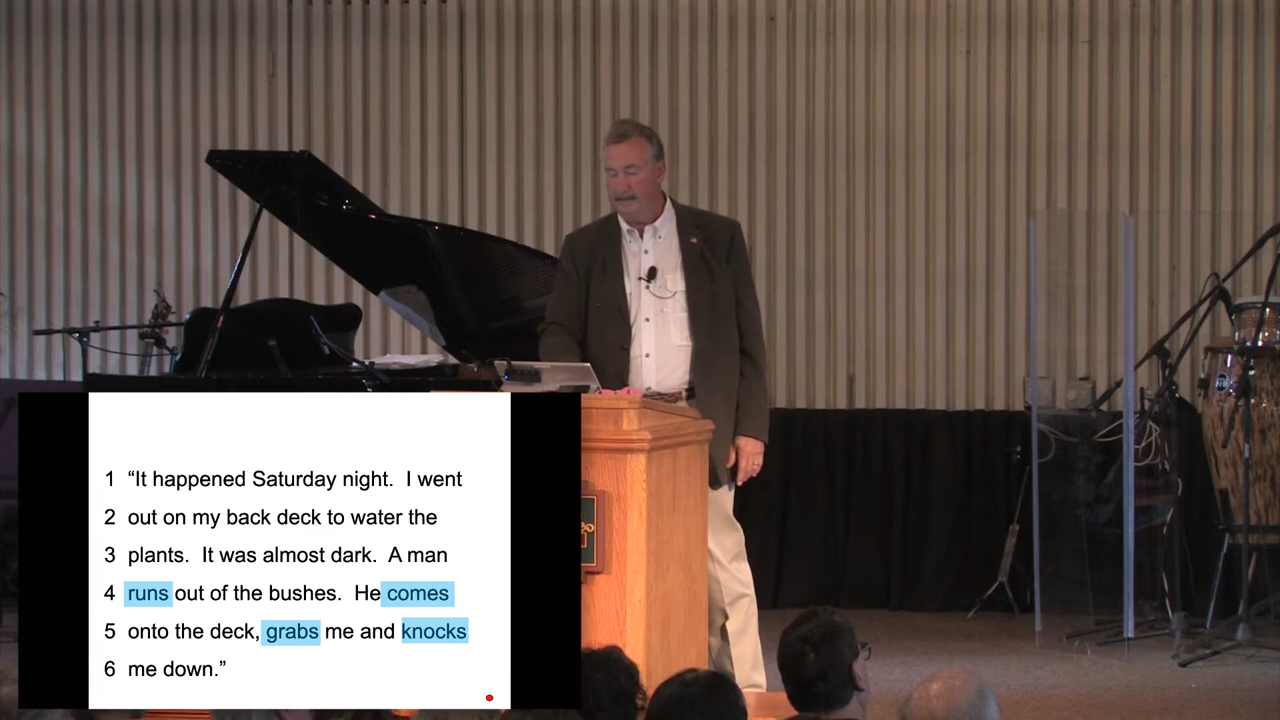 1 “It happened Saturday night.  I went
2 out on my back deck to water the
3 plants.  It was almost dark.  A man
4 runs out of the bushes.  He comes
5 onto the deck, grabs me and knocks
6 me down.”